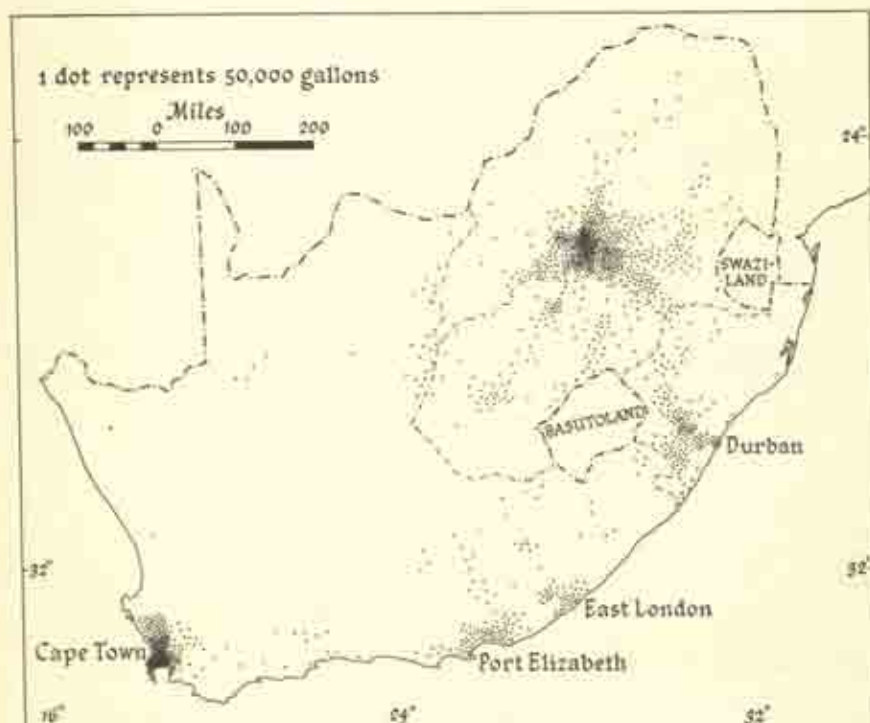 1 dot represents 50,000 gallons
Miles
100 0 100 200
24°
SWAZI-
LAND
BASUTOLAND
Durban
32°
32°
East London
Cape Town
Port Elizabeth
16°
24°
32°